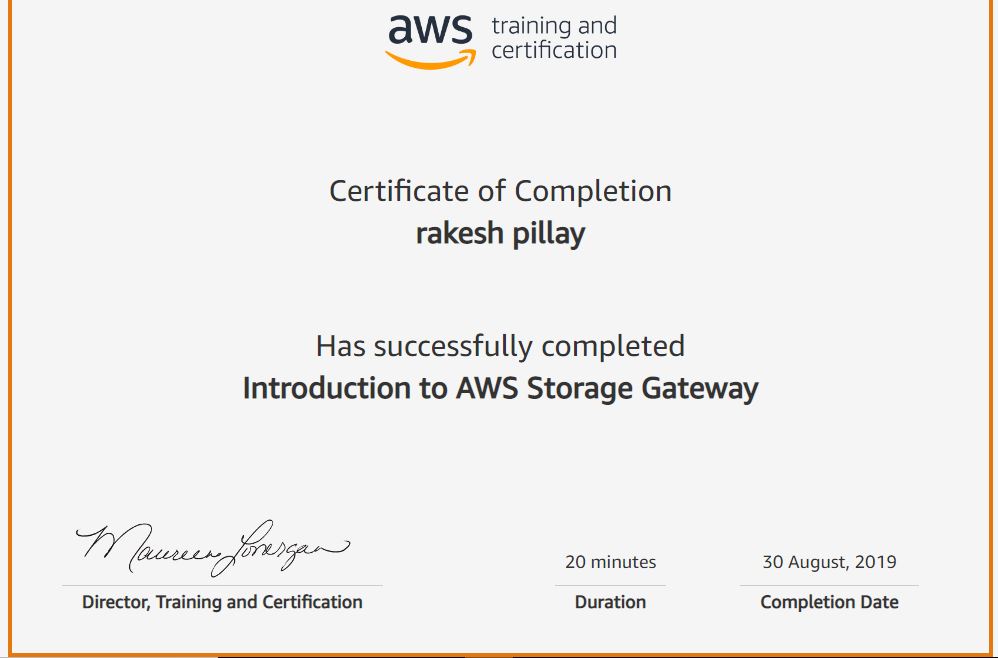 aws training and
certification
Certificate of Completion
rakesh pillay
Has successfully completed
Introduction to AWS Storage Gateway
Maureen Lonergan
20 minutes
30 August, 2019
Director, Training and Certification
Duration
Completion Date